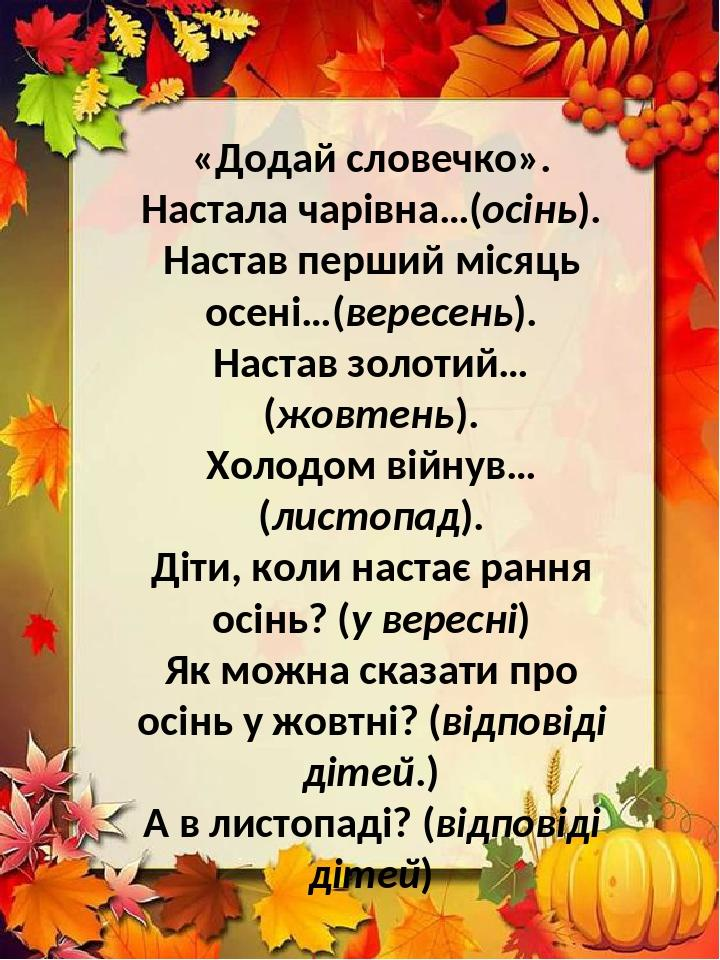 «Додай словечко».
Настала чарівна…(осінь).
Настав перший місяць
осені…(вересень).
Настав золотий…
(жовтень).
Холодом війнув…
(листопад).
Діти, коли настає рання
осінь? (у вересні)
Як можна сказати про
осінь у жовтні? (відповіді
дітей.)
А в листопаді? (відповіді
дітей)